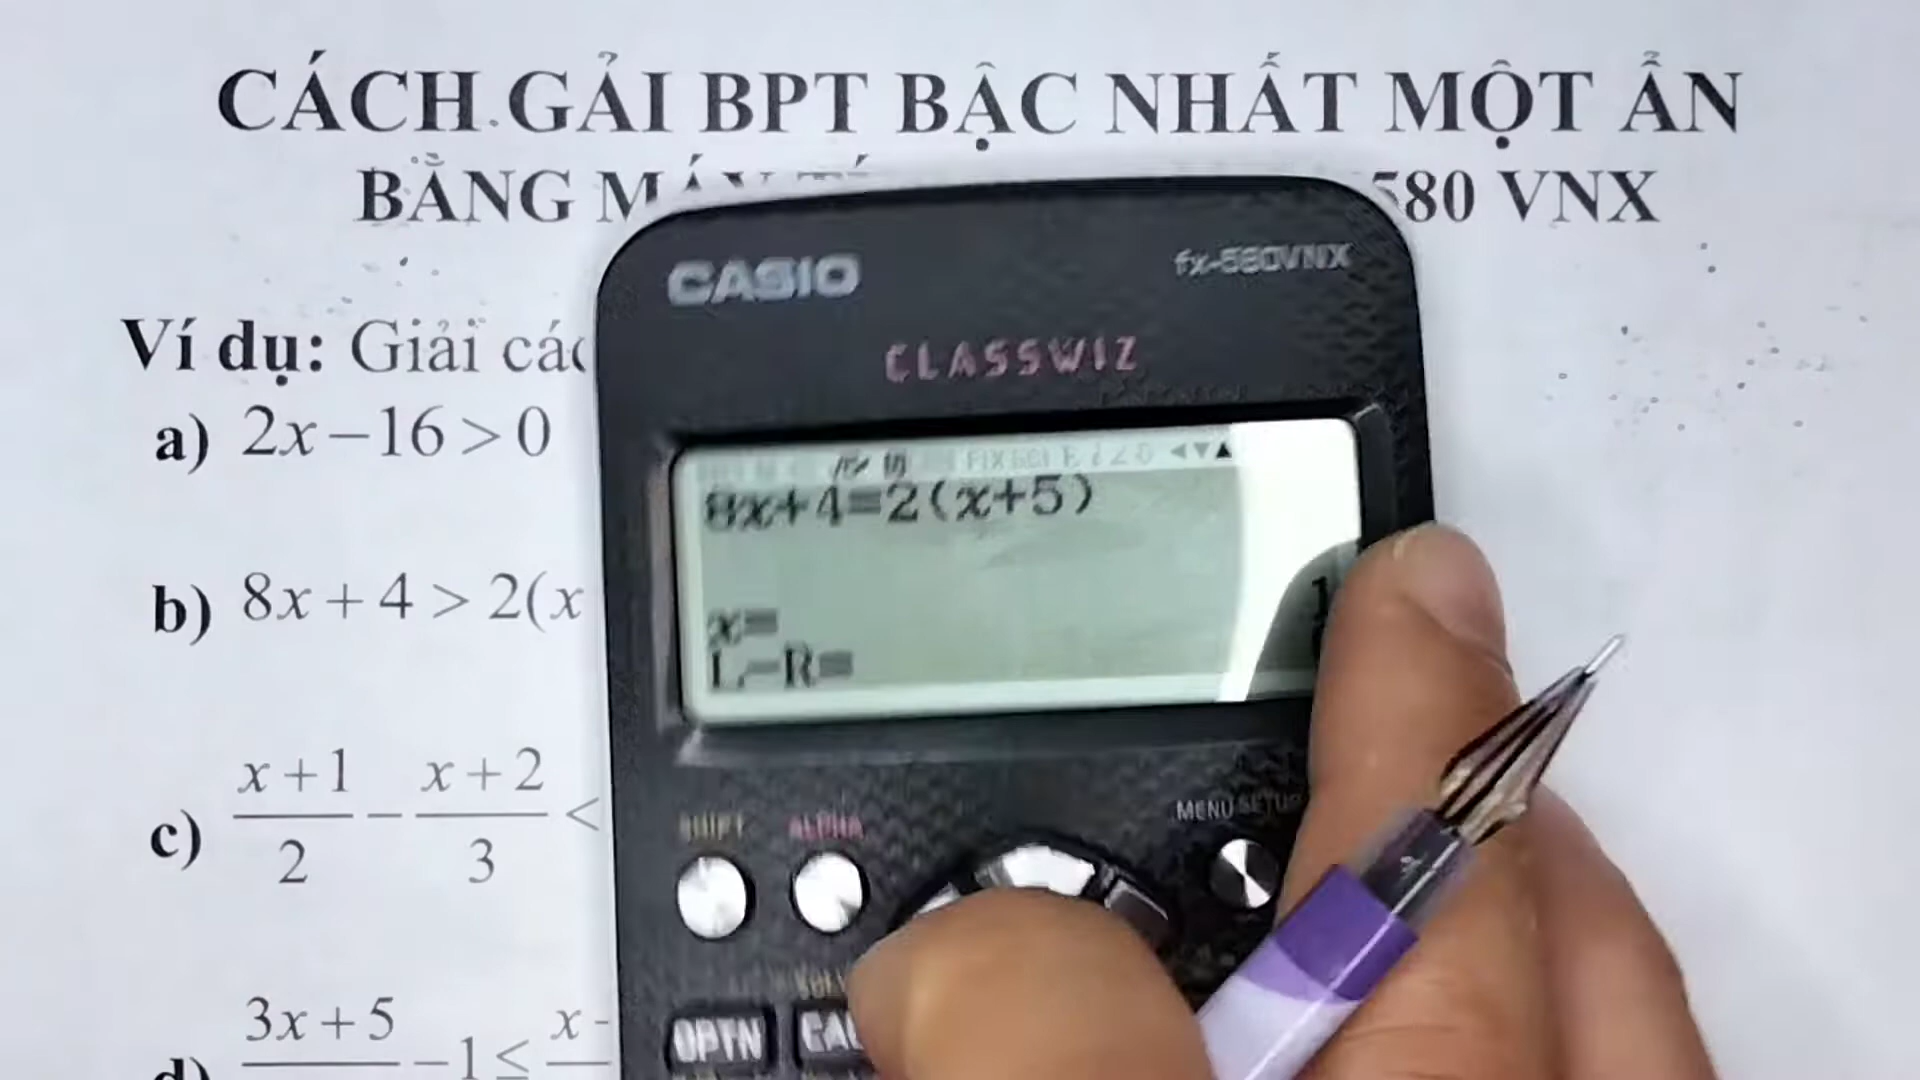 CÁCH GẢI BPT BẬC NHẤT MỘT ẨN
BẰNG 580 VNX
CASIO fx-580VNX
CLASSWIZ
Ví dụ: Giải
a) 2x-16>0
b) 8x+4>2(x
8x+4=2(x+5)
x= 1
L-R=
c) x+1/2 - x+2/3 <
SHIFT ALPHA MENU SETUP
OPTN
d) 3x+5 -1≤ x-